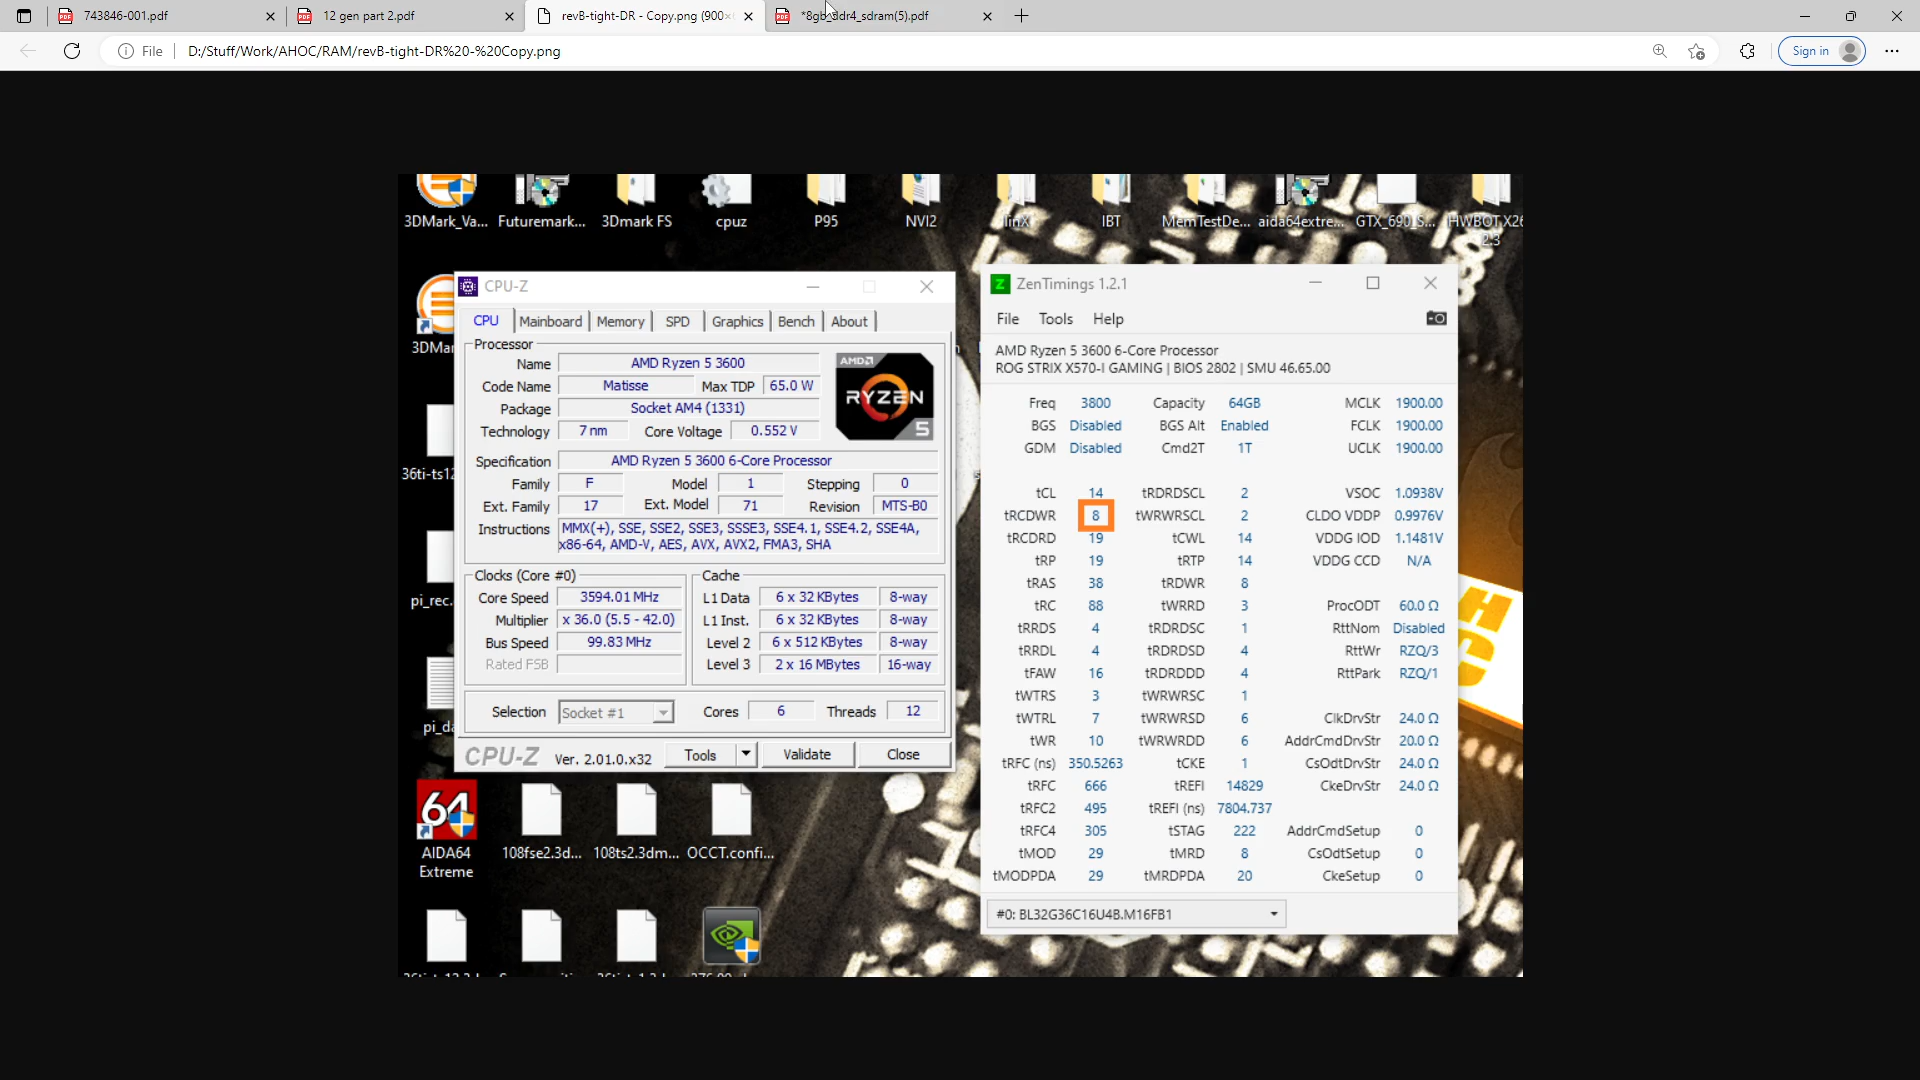 743846-001.pdf
12 gen part 2.pdf
revB-tight-DR - Copy.png (900×
*8gb_ddr4_sdram(5).pdf
File
D:/Stuff/Work/AHOC/RAM/revB-tight-DR%20-%20Copy.png
Sign in
3DMark_Va...
Futuremark...
3Dmark FS
cpuz
P95
NVI2
linX
IBT
MemTestDe...
aida64extre...
GTX_690_S...
HWBOT X26
2.3
3DMar
36ti-ts12
pi_rec.
pi_da
CPU-Z
CPU Mainboard Memory SPD Graphics Bench About
Processor
Name AMD Ryzen 5 3600
Code Name Matisse Max TDP 65.0 W
Package Socket AM4 (1331)
Technology 7 nm Core Voltage 0.552 V
AMD
RYZEN
5
Specification AMD Ryzen 5 3600 6-Core Processor
Family F Model 1 Stepping 0
Ext. Family 17 Ext. Model 71 Revision MTS-B0
Instructions MMX(+), SSE, SSE2, SSE3, SSSE3, SSE4.1, SSE4.2, SSE4A,
x86-64, AMD-V, AES, AVX, AVX2, FMA3, SHA
Clocks (Core #0)
Core Speed 3594.01 MHz
Multiplier x 36.0 (5.5 - 42.0)
Bus Speed 99.83 MHz
Rated FSB
Cache
L1 Data 6 x 32 KBytes 8-way
L1 Inst. 6 x 32 KBytes 8-way
Level 2 6 x 512 KBytes 8-way
Level 3 2 x 16 MBytes 16-way
Selection Socket #1 Cores 6 Threads 12
CPU-Z Ver. 2.01.0.x32 Tools Validate Close
Z ZenTimings 1.2.1
File Tools Help
AMD Ryzen 5 3600 6-Core Processor
ROG STRIX X570-I GAMING | BIOS 2802 | SMU 46.65.00
Freq 3800 Capacity 64GB MCLK 1900.00
BGS Disabled BGS Alt Enabled FCLK 1900.00
GDM Disabled Cmd2T 1T UCLK 1900.00
tCL 14 tRDRDSCL 2 VSOC 1.0938V
tRCDWR 8 tWRWRSCL 2 CLDO VDDP 0.9976V
tRCDRD 19 tCWL 14 VDDG IOD 1.1481V
tRP 19 tRTP 14 VDDG CCD N/A
tRAS 38 tRDWR 8
tRC 88 tWRRD 3 ProcODT 60.0 Ω
tRRDS 4 tRDRDSC 1 RttNom Disabled
tRRDL 4 tRDRDSD 4 RttWr RZQ/3
tFAW 16 tRDRDDD 4 RttPark RZQ/1
tWTRS 3 tWRWRSC 1
tWTRL 7 tWRWRSD 6 ClkDrvStr 24.0 Ω
tWR 10 tWRWRDD 6 AddrCmdDrvStr 20.0 Ω
tRFC (ns) 350.5263 tCKE 1 CsOdtDrvStr 24.0 Ω
tRFC 666 tREFI 14829 CkeDrvStr 24.0 Ω
tRFC2 495 tREFI (ns) 7804.737
tRFC4 305 tSTAG 222 AddrCmdSetup 0
tMOD 29 tMRD 8 CsOdtSetup 0
tMODPDA 29 tMRDPDA 20 CkeSetup 0
#0: BL32G36C16U4B.M16FB1
64
AIDA64
Extreme
108fse2.3d...
108ts2.3dm...
OCCT.confi...